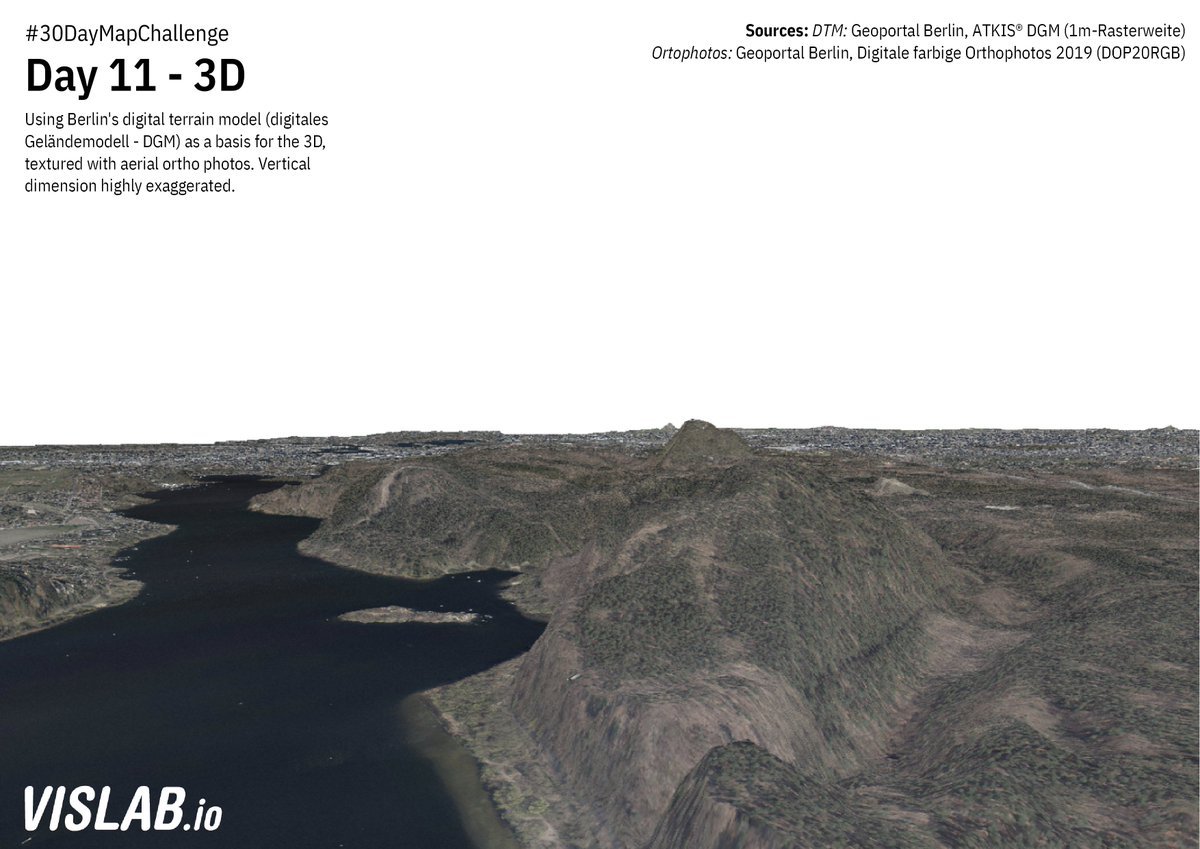 #30DayMapChallenge
Day 11 - 3D
Using Berlin's digital terrain model (digitales
Geländemodell - DGM) as a basis for the 3D,
textured with aerial ortho photos. Vertical
dimension highly exaggerated.
Sources: DTM: Geoportal Berlin, ATKIS® DGM (1m-Rasterweite)
Ortophotos: Geoportal Berlin, Digitale farbige Orthophotos 2019 (DOP20RGB)
VISLAB.io